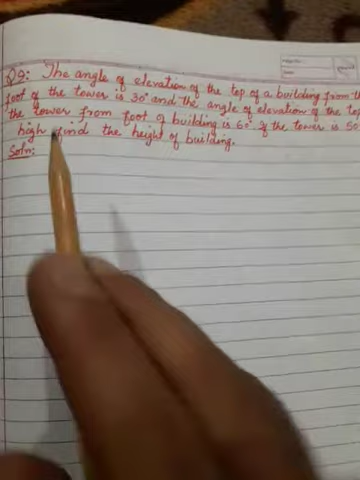 Q9: The angle of elevation of the top of a building from th
foot of the tower is 30° and the angle of elevation of the top
the tower from foot of building is 60° If the tower is 50
high find the height of building.
Soln: